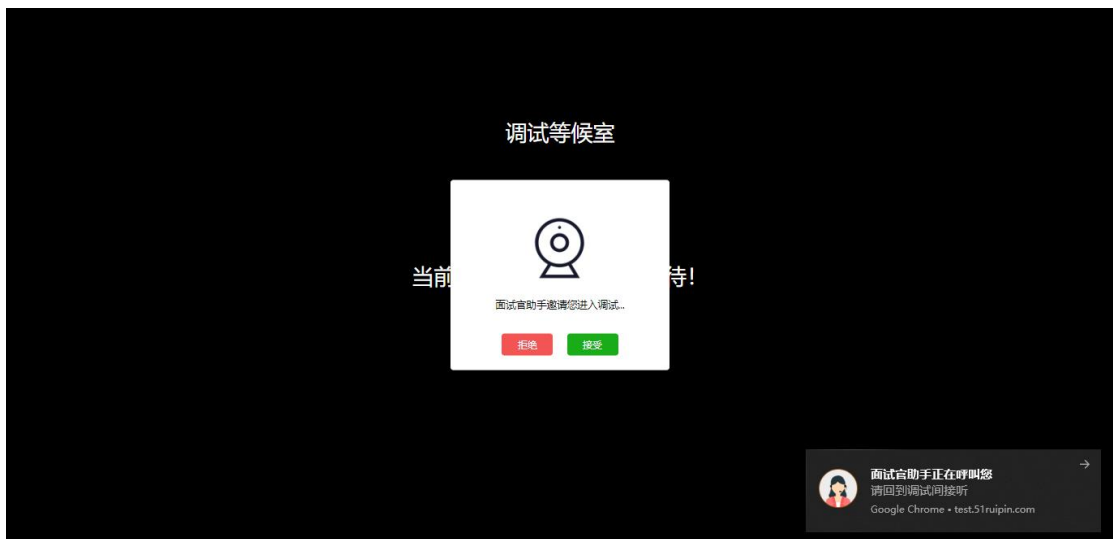 调试等候室
当前
待!
面试官助手邀请您进入调试...
拒绝
接受
面试官助手正在呼叫您
请回到调试间接听
Google Chrome • test.51ruipin.com